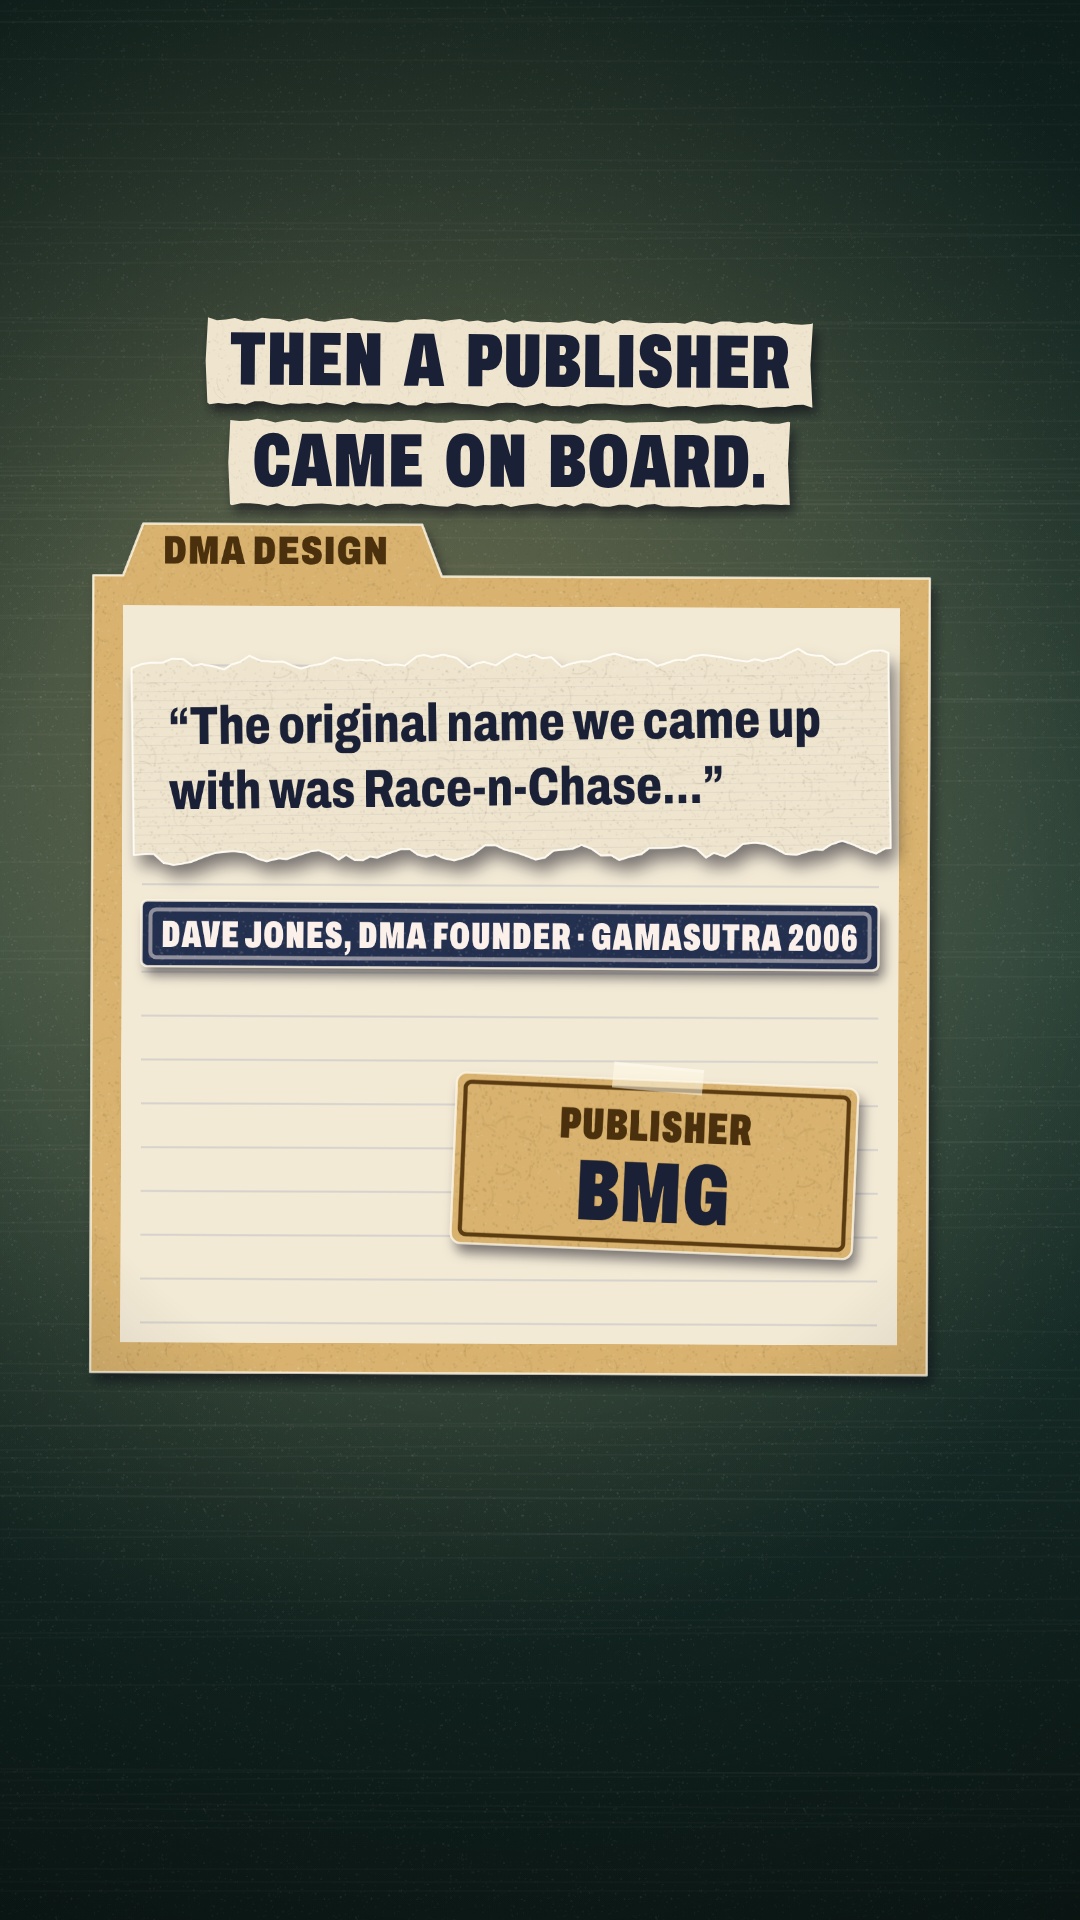 THEN A PUBLISHER
CAME ON BOARD.
DMA DESIGN
“The original name we came up
with was Race-n-Chase...”
DAVE JONES, DMA FOUNDER · GAMASUTRA 2006
PUBLISHER
BMG